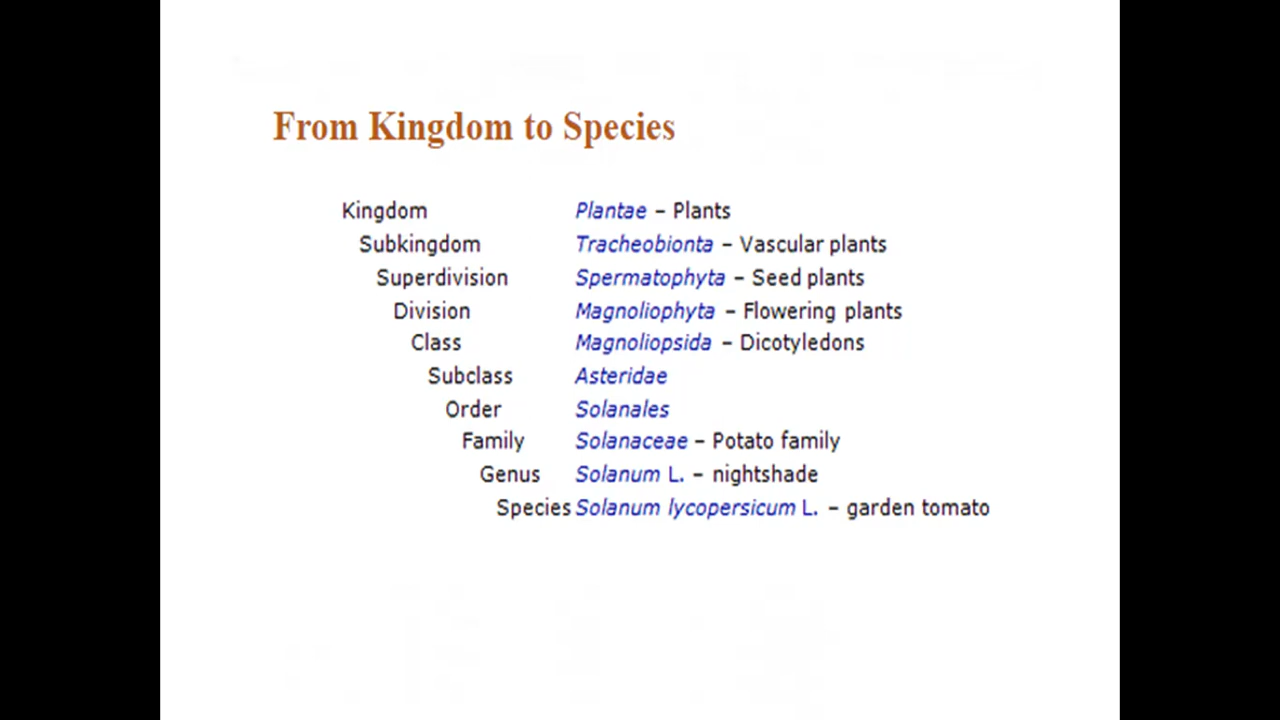 From Kingdom to Species
Kingdom Plantae – Plants
Subkingdom Tracheobionta – Vascular plants
Superdivision Spermatophyta – Seed plants
Division Magnoliophyta – Flowering plants
Class Magnoliopsida – Dicotyledons
Subclass Asteridae
Order Solanales
Family Solanaceae – Potato family
Genus Solanum L. – nightshade
Species Solanum lycopersicum L. – garden tomato